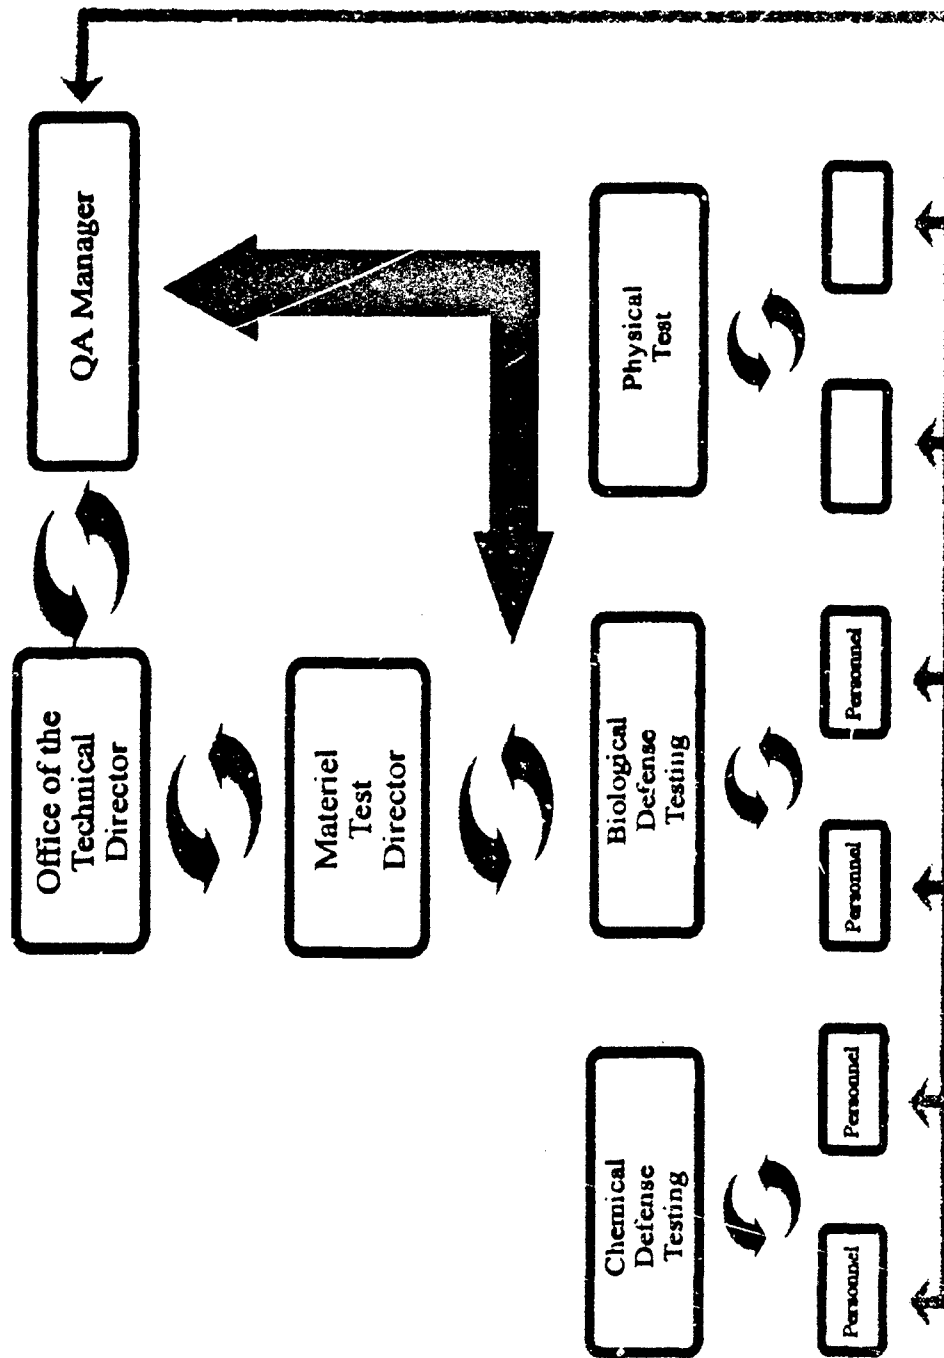 Office of the
Technical
Director
QA Manager
Materiel
Test
Director
Chemical
Defense
Testing
Biological
Defense
Testing
Physical
Test
Personnel
Personnel
Personnel
Personnel